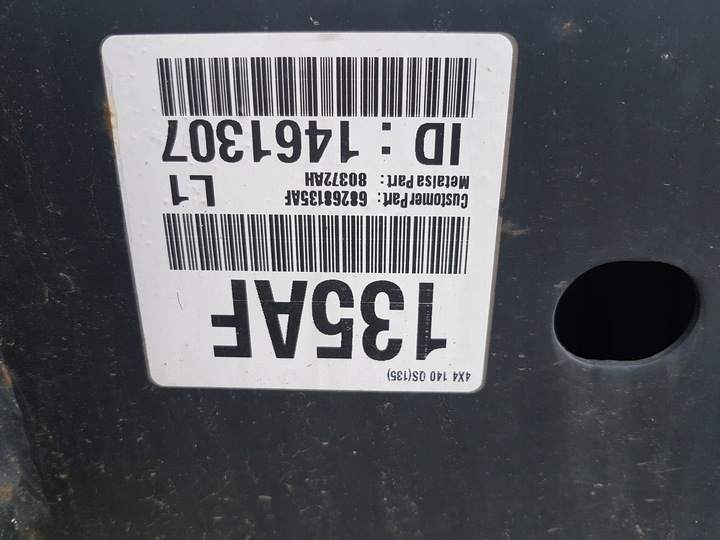 4X4 140 QS(135)
135AF
Customer Part : 68268135AF
Metalsa Part : 80372AH
L1
ID : 1461307